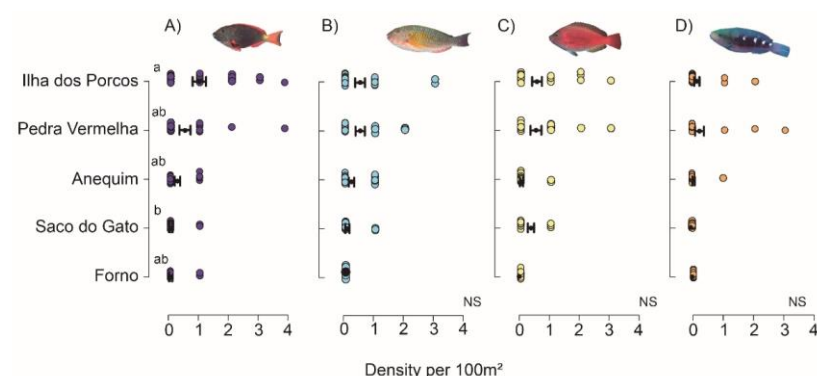 A) B) C) D)
Ilha dos Porcos a
Pedra Vermelha ab
Anequim ab
Saco do Gato b
Forno ab
NS NS NS
0 1 2 3 4 0 1 2 3 4 0 1 2 3 4 0 1 2 3 4
Density per 100m²